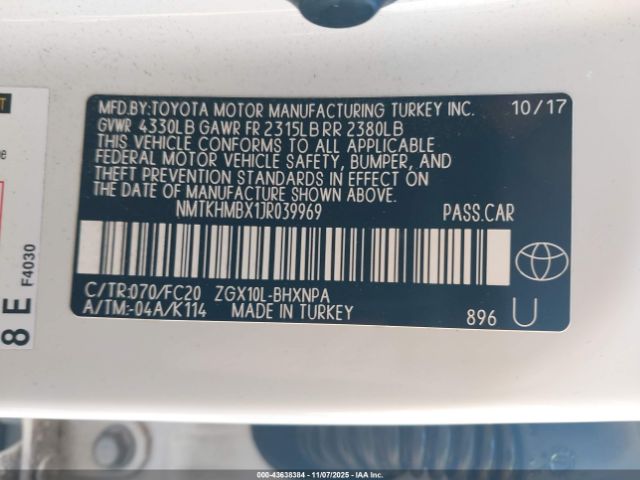 MFD.BY:TOYOTA MOTOR MANUFACTURING TURKEY INC. 10/17
GVWR 4330LB GAWR FR 2315LB RR 2380LB
THIS VEHICLE CONFORMS TO ALL APPLICABLE
FEDERAL MOTOR VEHICLE SAFETY, BUMPER, AND
THEFT PREVENTION STANDARDS IN EFFECT ON
THE DATE OF MANUFACTURE SHOWN ABOVE.
NMTKHMBX1JR039969 PASS.CAR
C/TR:070/FC20 ZGX10L-BHXNPA
A/TM:-04A/K114 MADE IN TURKEY 896 U
8 E F4030
000-43638384 - 11/07/2025 - IAA Inc.